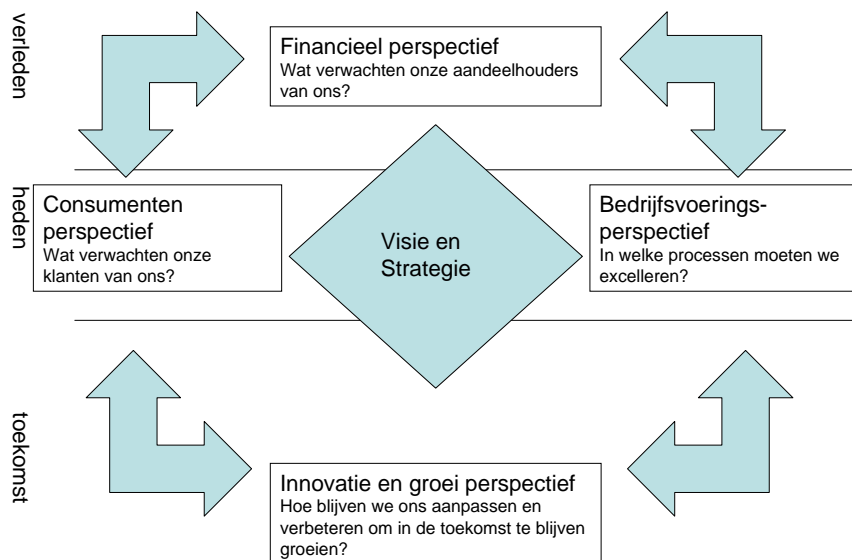 verleden
Financieel perspectief
Wat verwachten onze aandeelhouders
van ons?
heden
Consumenten
perspectief
Wat verwachten onze
klanten van ons?
Visie en
Strategie
Bedrijfsvoerings-
perspectief
In welke processen moeten we
excelleren?
toekomst
Innovatie en groei perspectief
Hoe blijven we ons aanpassen en
verbeteren om in de toekomst te blijven
groeien?